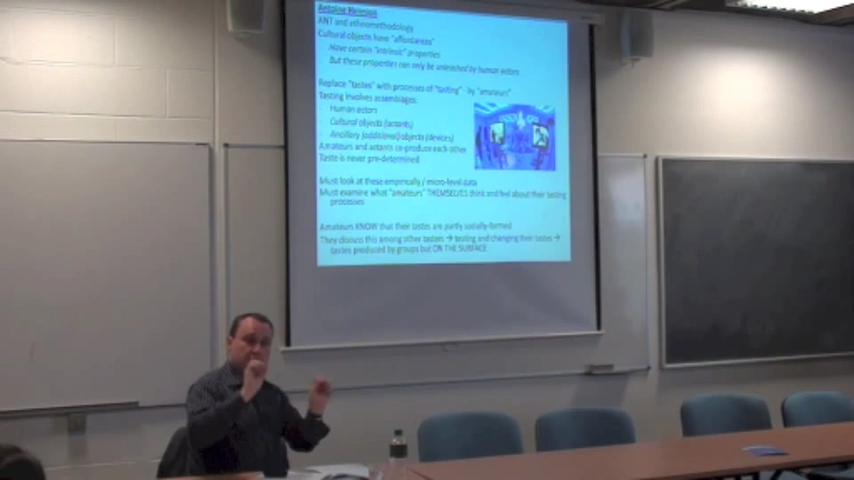 Antoine Hennion
ANT and ethnomethodology
Cultural objects have "affordances"
Have certain "intrinsic" properties
But these properties can only be unleashed by human actors
Replace "tastes" with processes of "tasting" - by "amateurs"
Tasting involves assemblages:
Human actors
Cultural objects (actants)
Ancillary (additional) objects (devices)
Amateurs and actants co-produce each other
Taste is never pre-determined
Must look at these empirically / micro-level data
Must examine what "amateurs" THEMSELVES think and feel about their tasting
processes
Amateurs KNOW that their tastes are partly socially-formed
They discuss this among other tasters → testing and changing their tastes →
tastes produced by groups but ON THE SURFACE